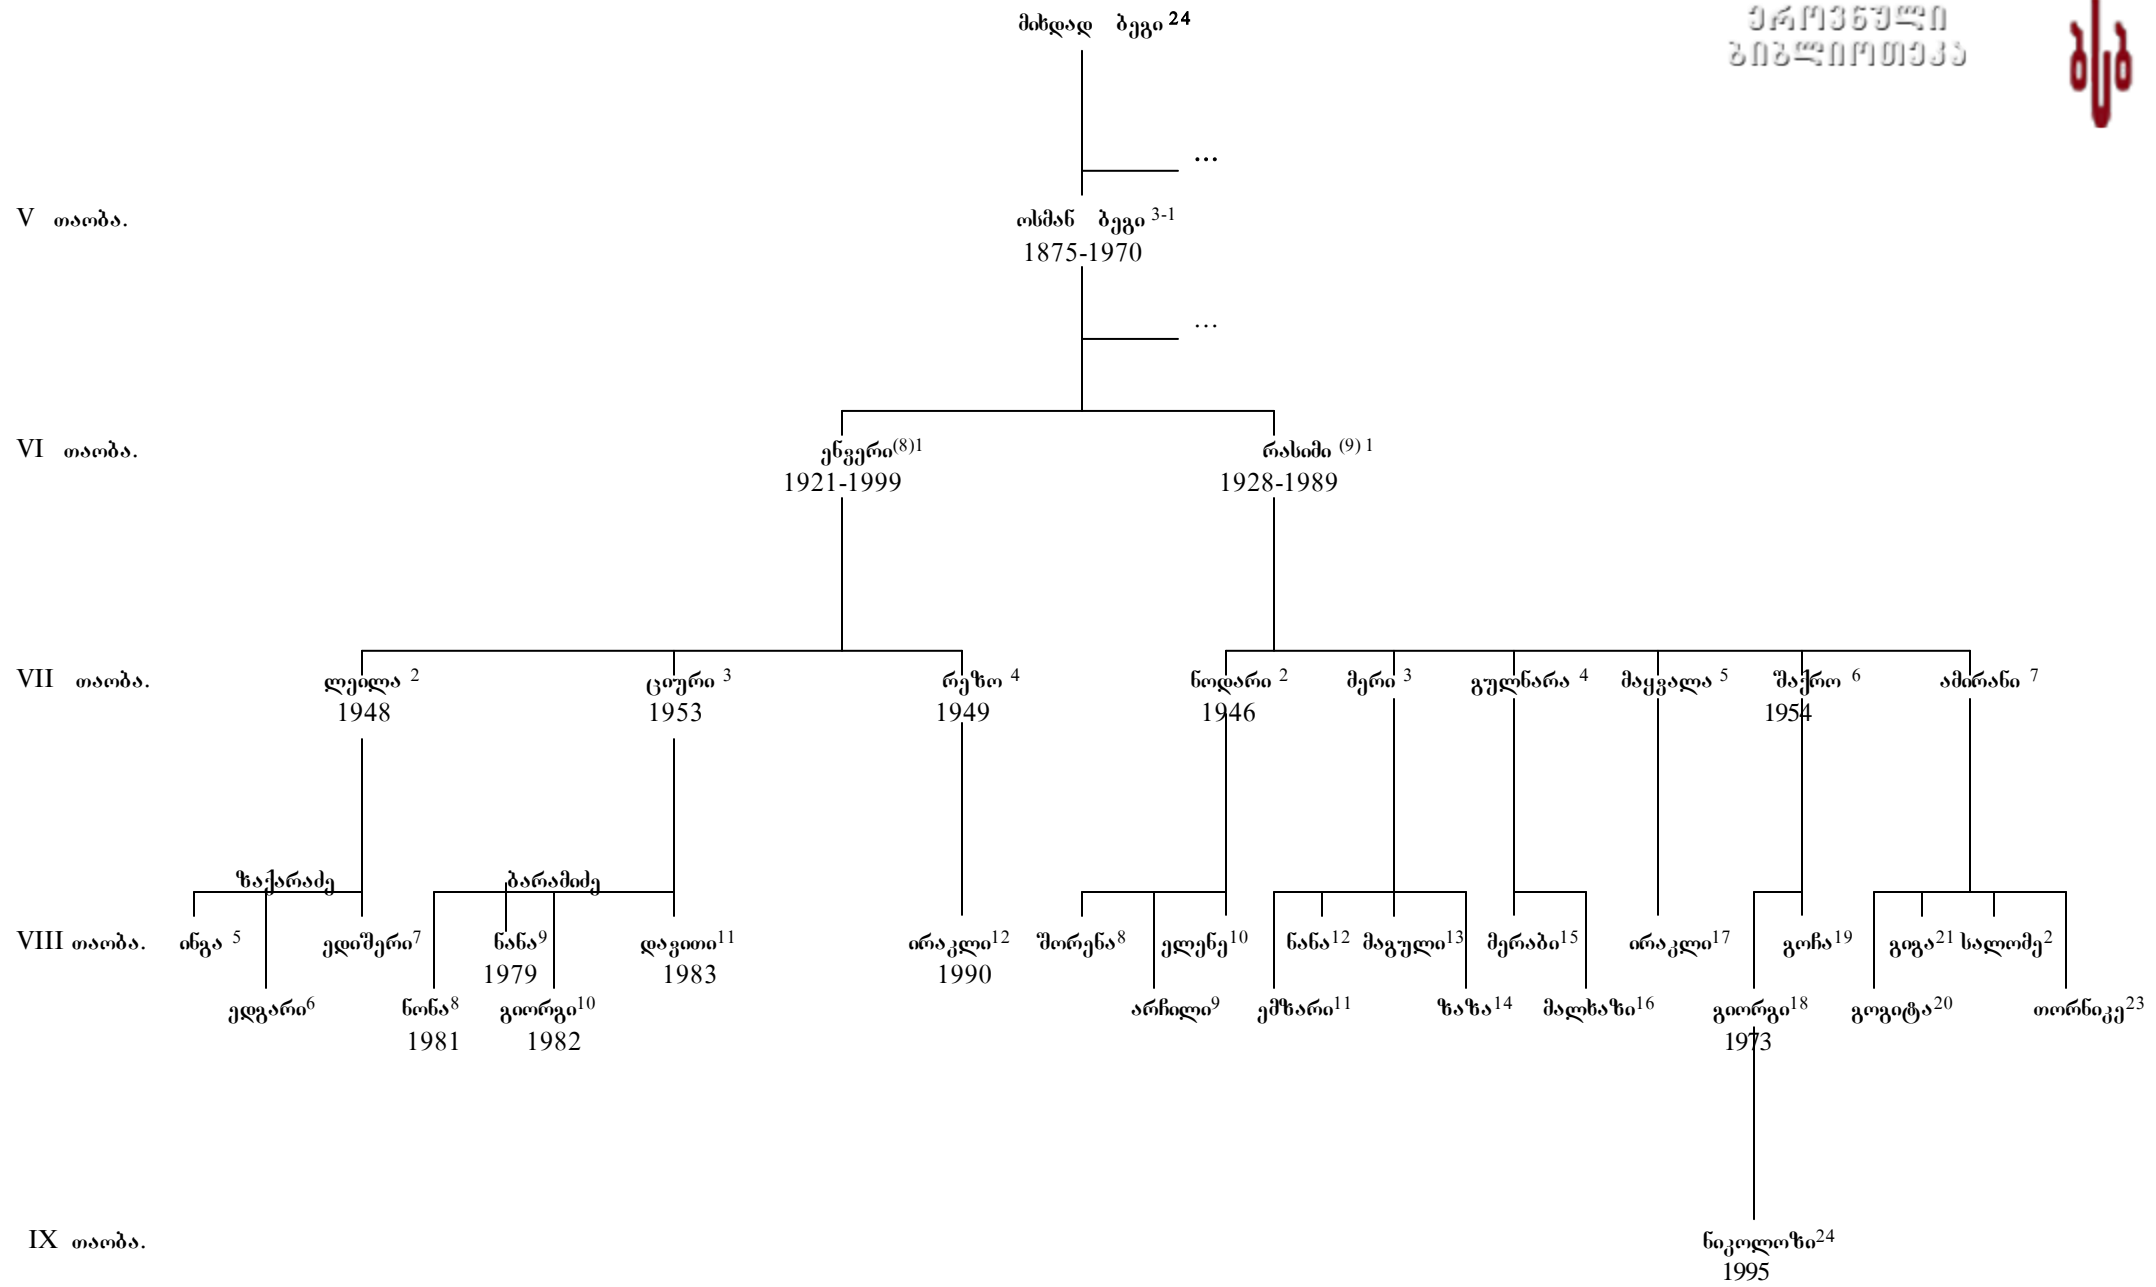 მიხდად ბეგი 24
ეროვნული
ბიბლიოთეკა
...
V თაობა.
ოსმან ბეგი 3-1
1875-1970
...
VI თაობა.
ენვერი(8)1
რასიმი (9) 1
1921-1999
1928-1989
VII თაობა.
ლეილა 2
ციური 3
რეზო 4
ნოდარი 2
მერი 3
გულნარა 4
მაყვალა 5
შაქრო 6
ამირანი 7
1948
1953
1949
1946
1954
ზაქარაძე
ბარამიძე
VIII თაობა.
ინგა 5
ედიშერი7
ნანა9
დავითი11
ირაკლი12
შორენა8
ელენე10
ნანა12
მაგული13
მერაბი15
ირაკლი17
გოჩა19
გიგა21
სალომე2
1979
1983
1990
ედგარი6
ნონა8
გიორგი10
არჩილი9
ემზარი11
ზაზა14
მალხაზი16
გიორგი18
გოგიტა20
თორნიკე23
1981
1982
1973
IX თაობა.
ნიკოლოზი24
1995